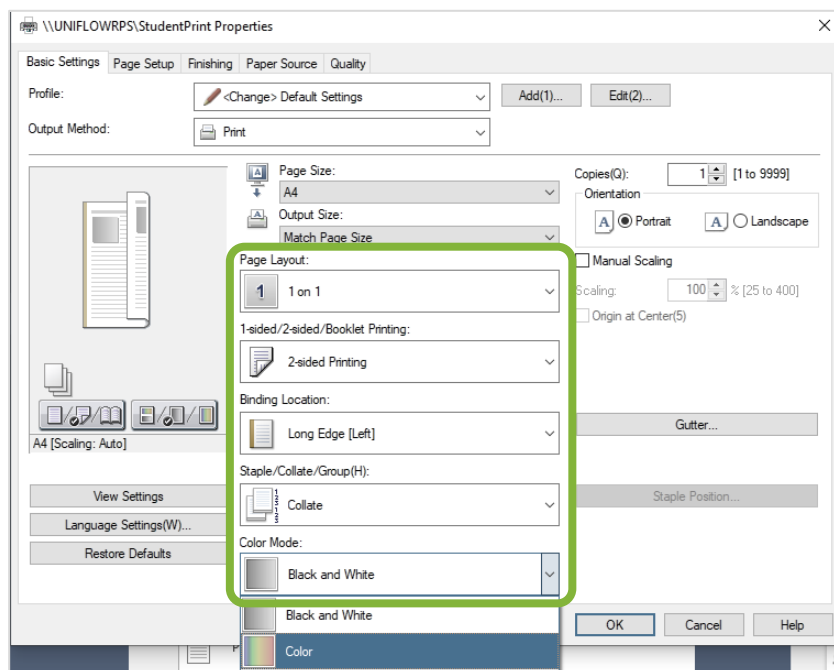 \\UNIFLOWRPS\StudentPrint Properties
Basic Settings Page Setup Finishing Paper Source Quality
Profile: <Change> Default Settings Add(1)... Edit(2)...
Output Method: Print
Page Size:
A4
Output Size:
Match Page Size
Copies(Q): 1 [1 to 9999]
Orientation
A Portrait A Landscape
Page Layout:
1 1 on 1
Manual Scaling
Scaling: 100 % [25 to 400]
Origin at Center(5)
1-sided/2-sided/Booklet Printing:
2-sided Printing
Binding Location:
Long Edge [Left]
Gutter...
A4 [Scaling: Auto]
Staple/Collate/Group(H):
Collate
Staple Position...
View Settings
Language Settings(W)...
Restore Defaults
Color Mode:
Black and White
Black and White
Color
OK Cancel Help